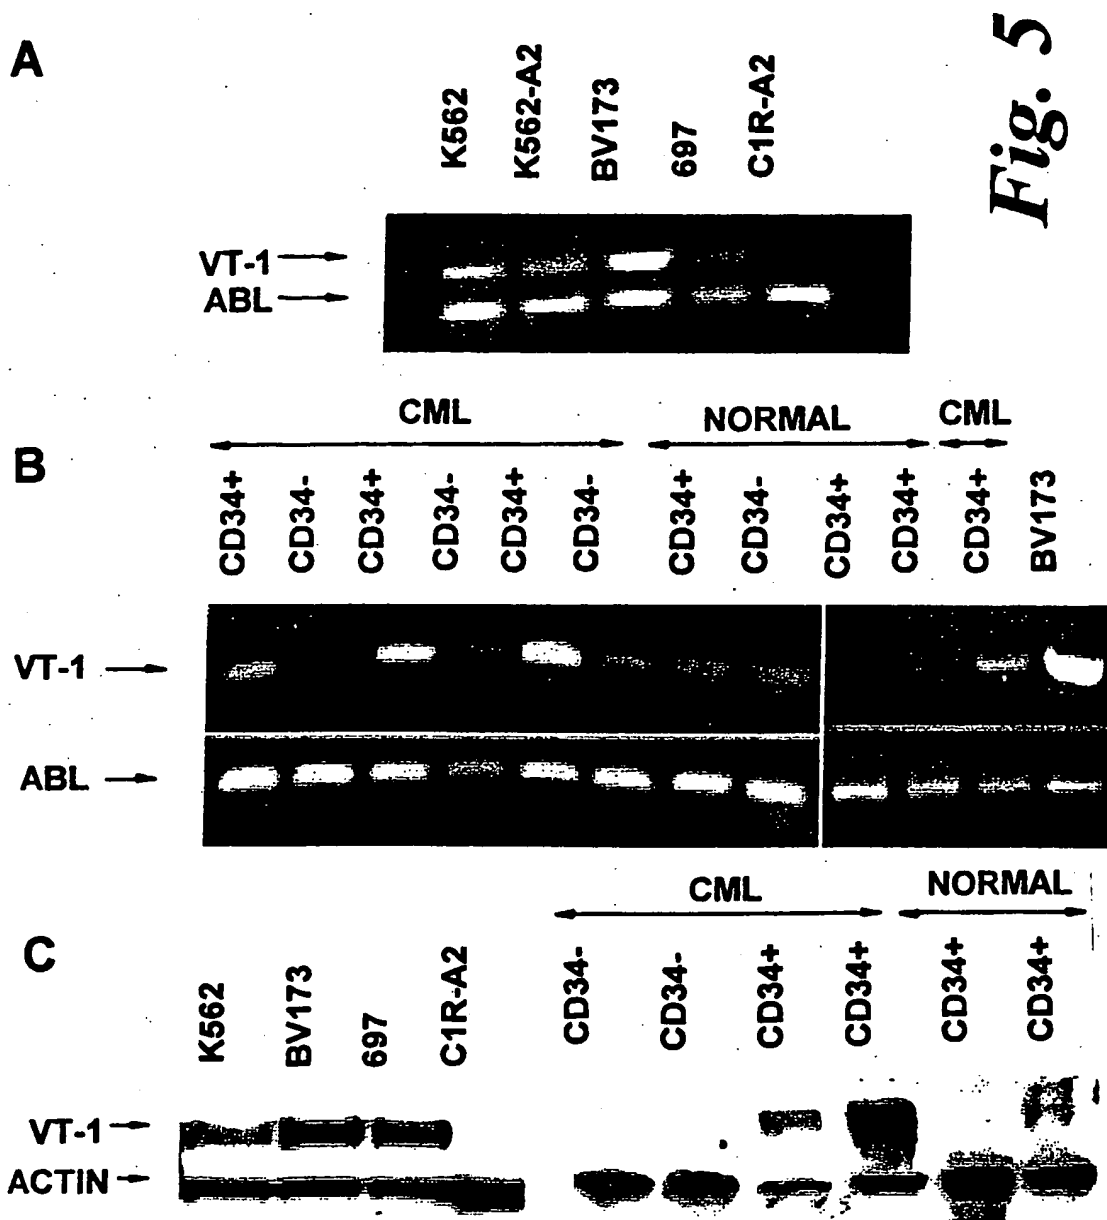 Fig. 5
A
K562 K562-A2 BV173 697 C1R-A2
VT-1
ABL
CML NORMAL CML
B
CD34+ CD34- CD34+ CD34- CD34+ CD34- CD34+ CD34- CD34+ CD34+ CD34+ BV173
VT-1
ABL
CML NORMAL
C
K562 BV173 697 C1R-A2 CD34- CD34- CD34+ CD34+ CD34+ CD34+
VT-1
ACTIN